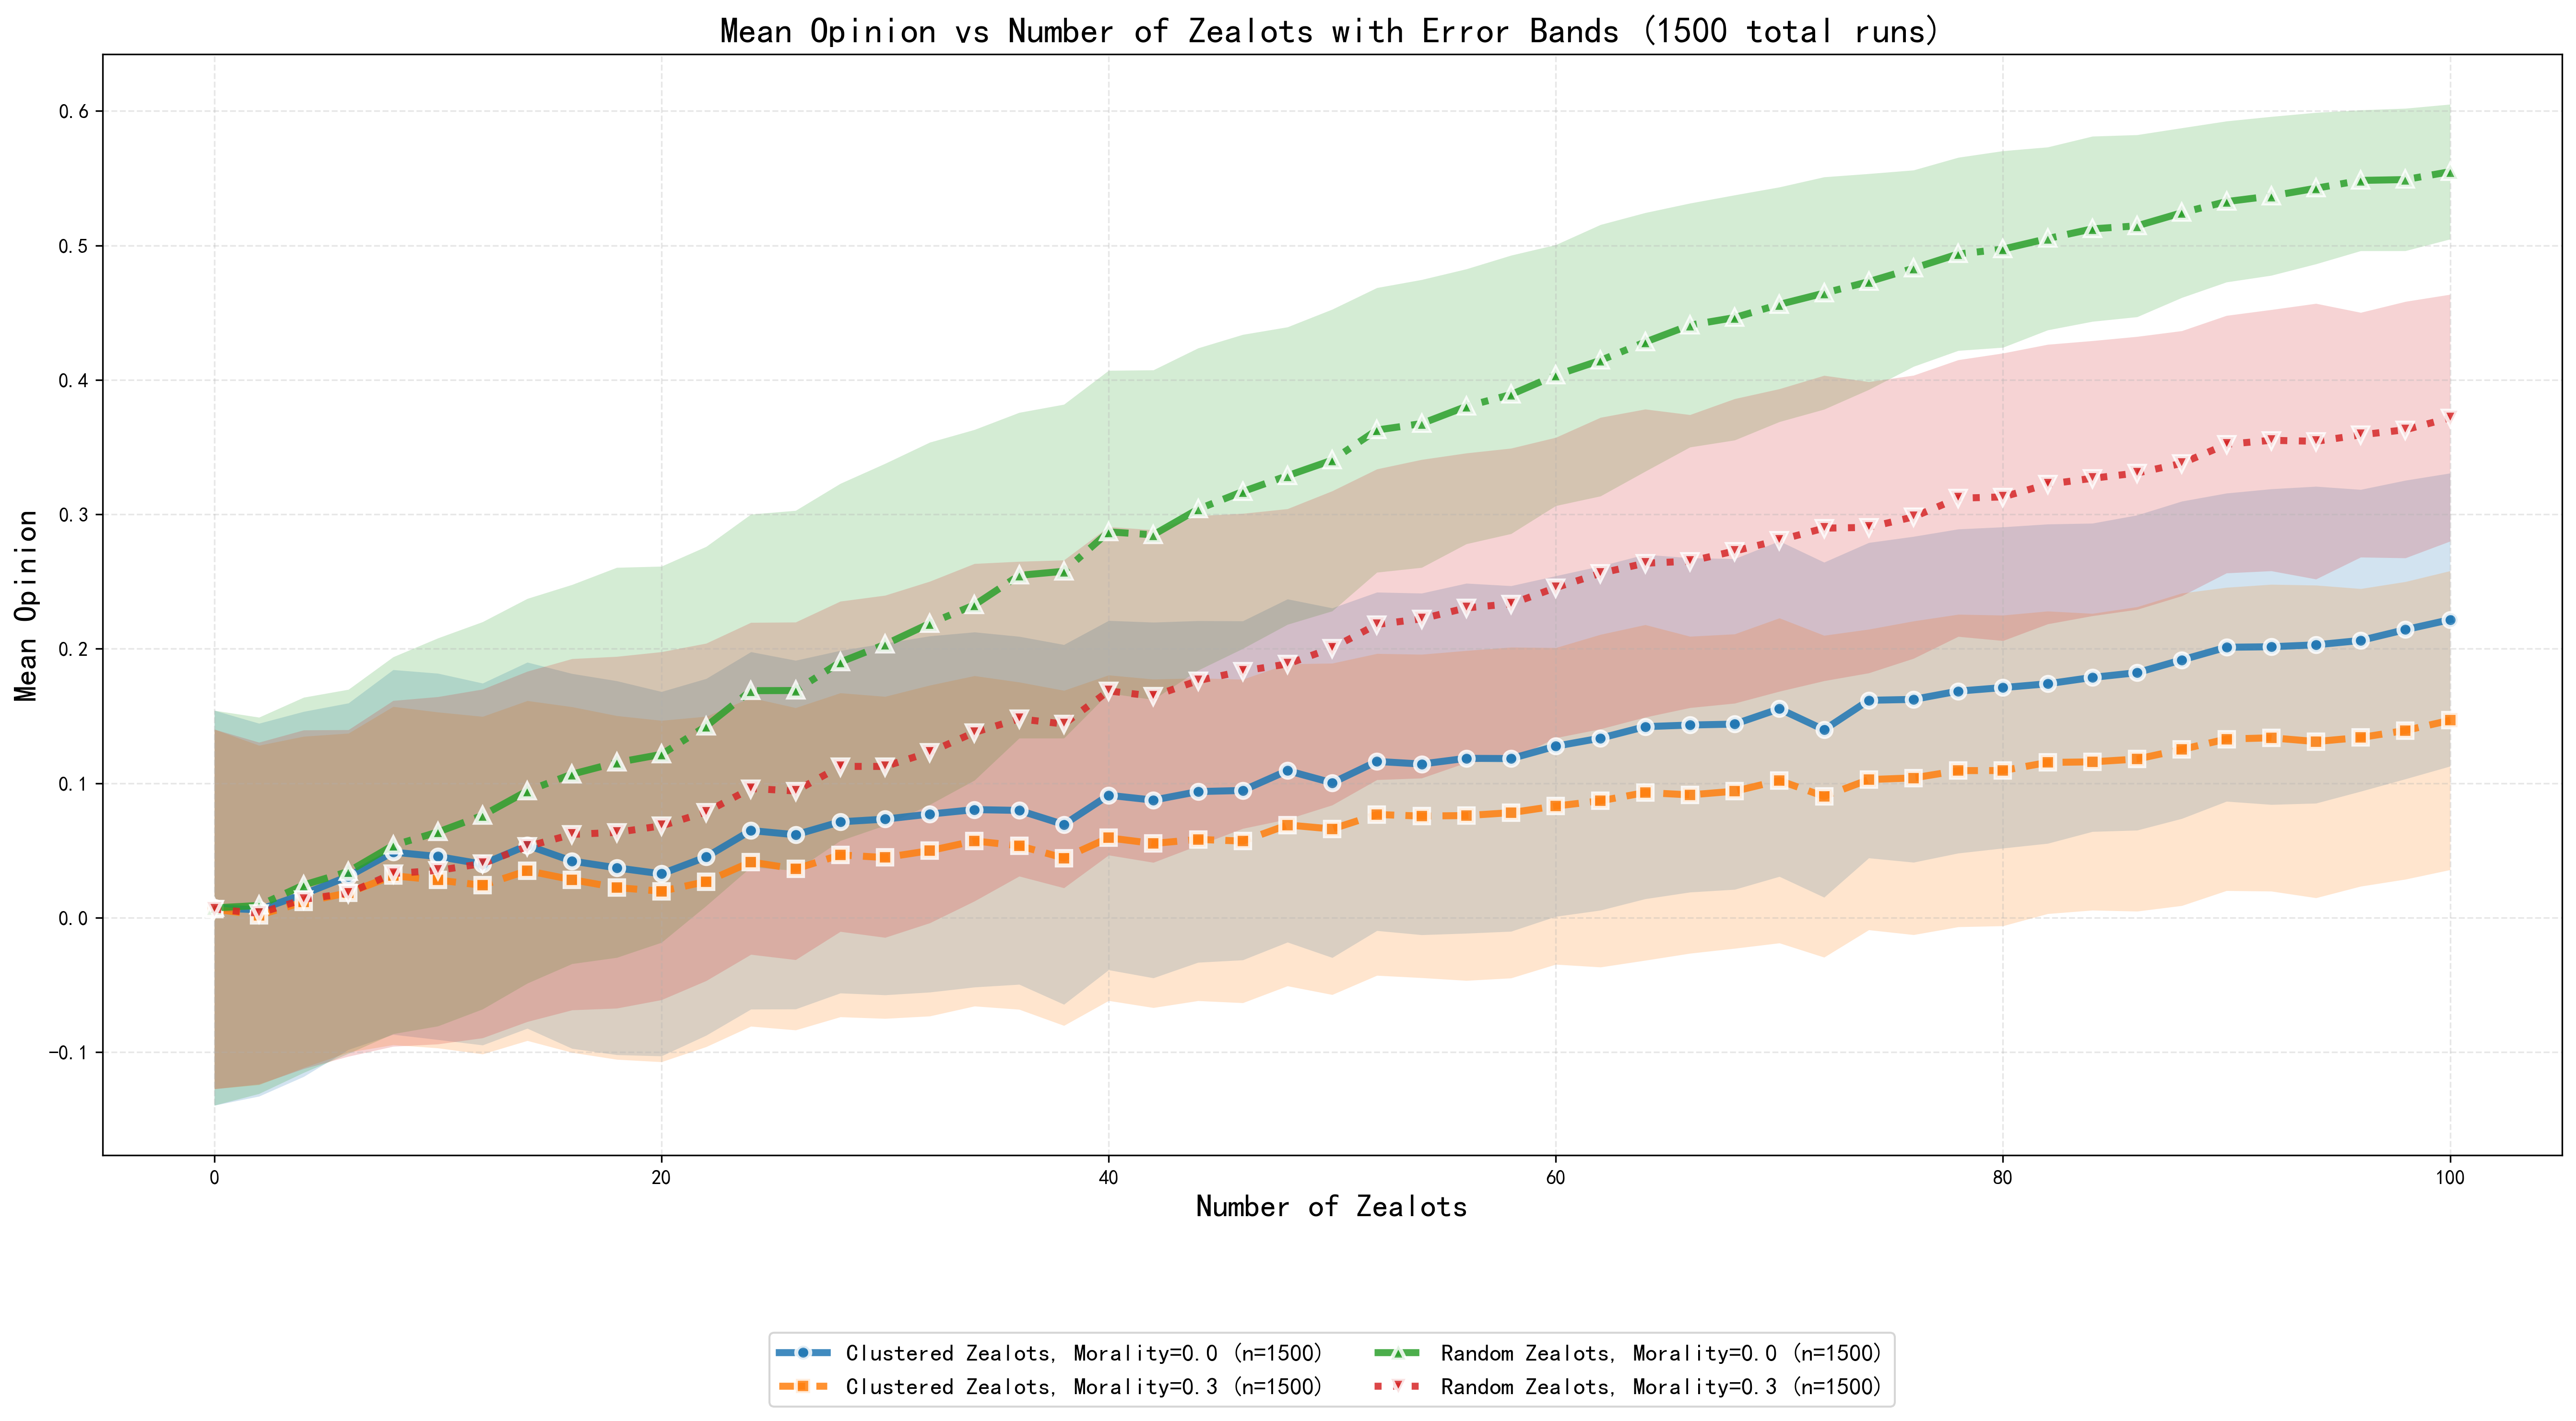 Mean Opinion vs Number of Zealots with Error Bands (1500 total runs)
Mean Opinion
0.6
0.5
0.4
0.3
0.2
0.1
0.0
−0.1
0 20 40 60 80 100
Number of Zealots
Clustered Zealots, Morality=0.0 (n=1500)
Clustered Zealots, Morality=0.3 (n=1500)
Random Zealots, Morality=0.0 (n=1500)
Random Zealots, Morality=0.3 (n=1500)